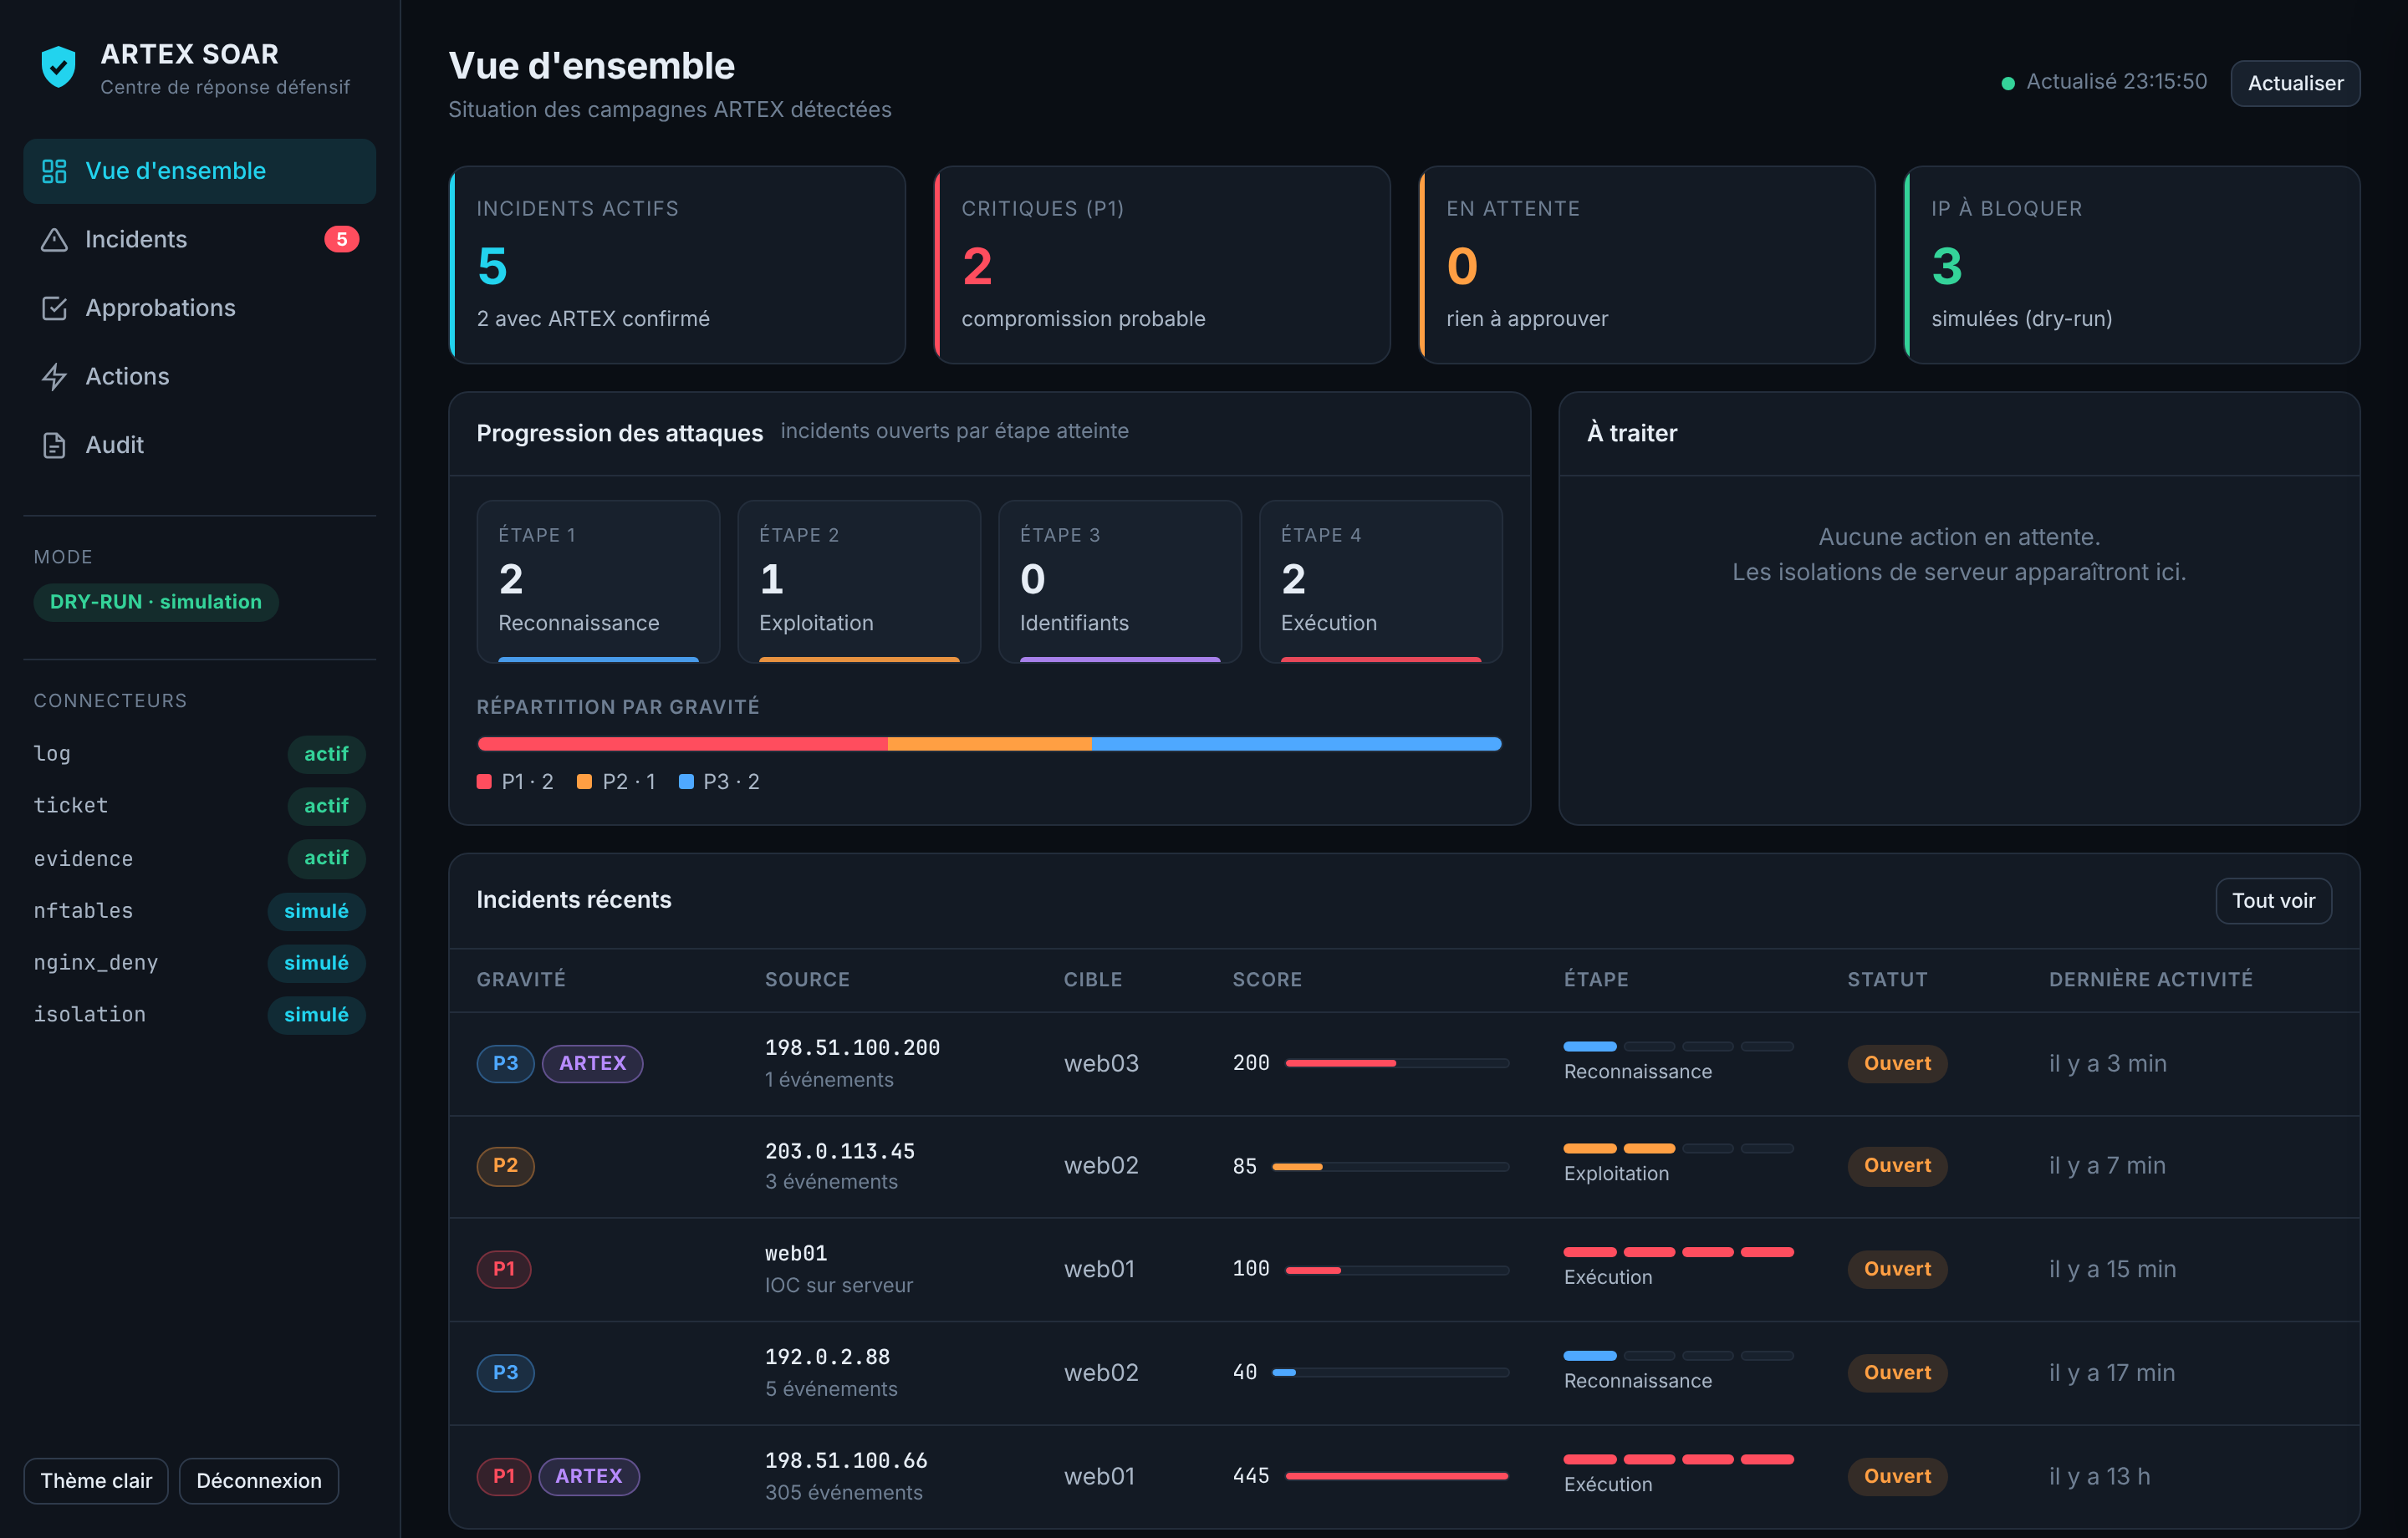 ARTEX SOAR
Centre de réponse défensif
Vue d'ensemble
Incidents 5
Approbations
Actions
Audit
MODE
DRY-RUN · simulation
CONNECTEURS
log actif
ticket actif
evidence actif
nftables simulé
nginx_deny simulé
isolation simulé
Thème clair Déconnexion
Vue d'ensemble
Situation des campagnes ARTEX détectées
Actualisé 23:15:50 Actualiser
INCIDENTS ACTIFS
5
2 avec ARTEX confirmé
CRITIQUES (P1)
2
compromission probable
EN ATTENTE
0
rien à approuver
IP À BLOQUER
3
simulées (dry-run)
Progression des attaques incidents ouverts par étape atteinte
ÉTAPE 1
2
Reconnaissance
ÉTAPE 2
1
Exploitation
ÉTAPE 3
0
Identifiants
ÉTAPE 4
2
Exécution
RÉPARTITION PAR GRAVITÉ
P1 · 2 P2 · 1 P3 · 2
À traiter
Aucune action en attente.
Les isolations de serveur apparaîtront ici.
Incidents récents Tout voir
GRAVITÉ SOURCE CIBLE SCORE ÉTAPE STATUT DERNIÈRE ACTIVITÉ
P3 ARTEX 198.51.100.200 web03 200 Ouvert il y a 3 min
1 événements Reconnaissance
P2 203.0.113.45 web02 85 Ouvert il y a 7 min
3 événements Exploitation
P1 web01 web01 100 Ouvert il y a 15 min
IOC sur serveur Exécution
P3 192.0.2.88 web02 40 Ouvert il y a 17 min
5 événements Reconnaissance
P1 ARTEX 198.51.100.66 web01 445 Ouvert il y a 13 h
305 événements Exécution